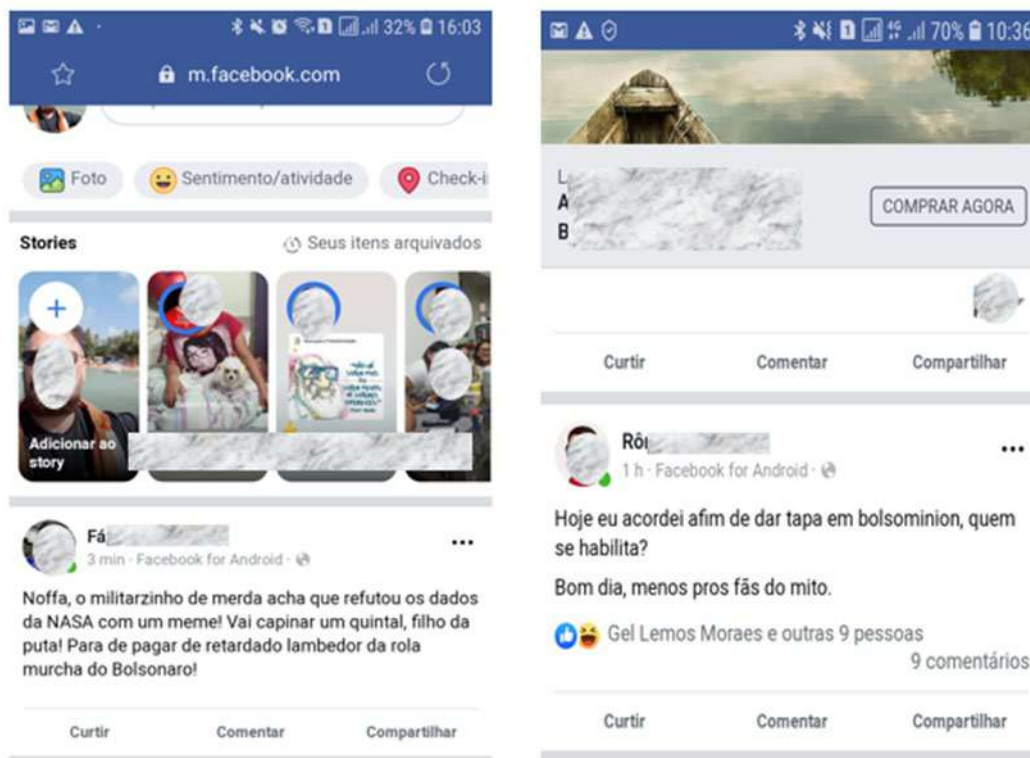 32% 16:03
m.facebook.com
Foto
Sentimento/atividade
Check-i
Stories
Seus itens arquivados
Adicionar ao
story
Fá
3 min · Facebook for Android ·
Noffa, o militarzinho de merda acha que refutou os dados
da NASA com um meme! Vai capinar um quintal, filho da
puta! Para de pagar de retardado lambedor da rola
murcha do Bolsonaro!
Curtir Comentar Compartilhar
4G 70% 10:36
L
A
B
COMPRAR AGORA
Curtir Comentar Compartilhar
Rô
1 h · Facebook for Android ·
Hoje eu acordei afim de dar tapa em bolsominion, quem
se habilita?
Bom dia, menos pros fãs do mito.
Gel Lemos Moraes e outras 9 pessoas
9 comentários
Curtir Comentar Compartilhar